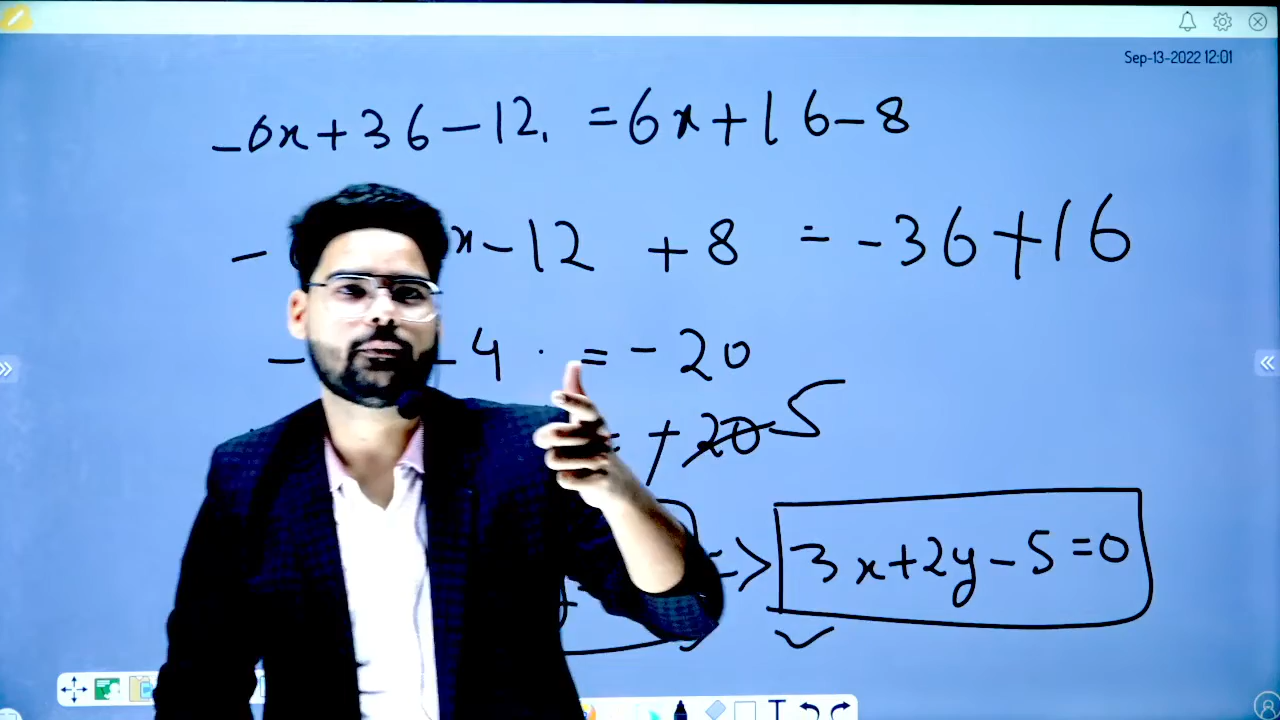 Sep-13-2022 12:01
-6x+36-12. =6x+16-8
- x-12 +8 = -36+16
- -4 . = -20
= +20 5
=> 3x+2y-5=0
T